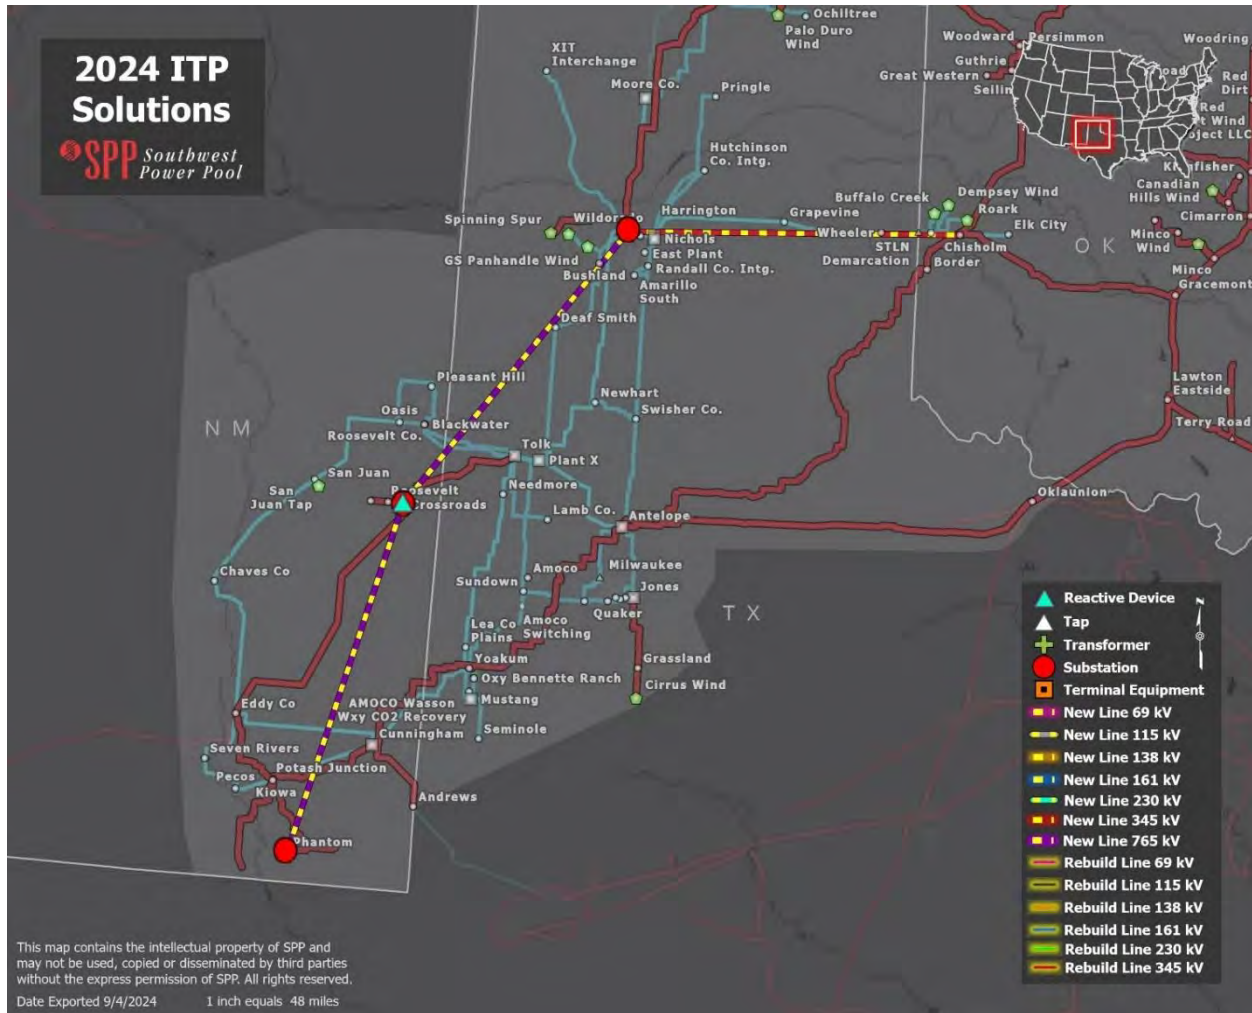 2024 ITP
Solutions
SPP Southwest
Power Pool
Ochiltree
Palo Duro
Wind
XIT
Interchange
Moore Co.
Pringle
Hutchinson
Co. Intg.
Woodward
Persimmon
Woodring
Guthrie
Great Western
Red
Dirt
Red
Kingfisher
Canadian
Hills Wind
Cimarron
Minco
Wind
Minco
Gracemont
OK
Buffalo Creek
Dempsey Wind
Roark
Spinning Spur
Harrington
Grapevine
Wheeler
STLN
Demarcation
Chisholm
Border
Elk City
Nichols
GS Panhandle Wind
East Plant
Bushland
Randall Co. Intg.
Amarillo
South
Deaf Smith
Pleasant Hill
Newhart
Swisher Co.
Lawton
Eastside
Terry Road
NM
Oasis
Blackwater
Roosevelt Co.
Tolk
Plant X
San Juan
San
Juan Tap
Roosevelt
Crossroads
Needmore
Lamb Co.
Antelope
Oklaunion
Chaves Co
Amoco
Milwaukee
Sundown
Jones
Quaker
TX
Lea Co
Plains
Amoco
Switching
Yoakum
Grassland
Oxy Bennette Ranch
Cirrus Wind
Eddy Co
AMOCO Wasson
Wxy CO2 Recovery
Mustang
Cunningham
Seminole
Seven Rivers
Potash Junction
Pecos
Kiowa
Andrews
Phantom
Reactive Device
N
Tap
Transformer
Substation
Terminal Equipment
New Line 69 kV
New Line 115 kV
New Line 138 kV
New Line 161 kV
New Line 230 kV
New Line 345 kV
New Line 765 kV
Rebuild Line 69 kV
Rebuild Line 115 kV
Rebuild Line 138 kV
Rebuild Line 161 kV
Rebuild Line 230 kV
Rebuild Line 345 kV
This map contains the intellectual property of SPP and
may not be used, copied or disseminated by third parties
without the express permission of SPP. All rights reserved.
Date Exported 9/4/2024 1 inch equals 48 miles